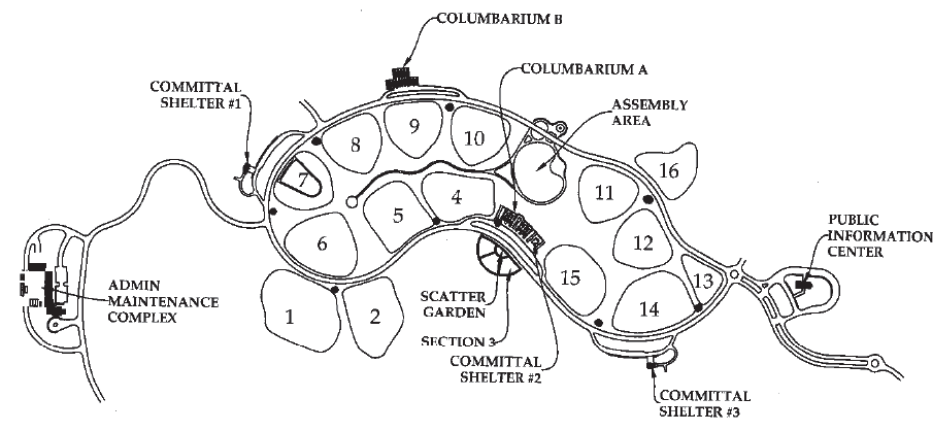 COLUMBARIUM B
COLUMBARIUM A
COMMITTAL
SHELTER #1
ASSEMBLY
AREA
16
10
9
8
7
11
4
5
6
12
PUBLIC
INFORMATION
CENTER
13
15
14
ADMIN
MAINTENANCE
COMPLEX
1
2
SCATTER
GARDEN
SECTION 3
COMMITTAL
SHELTER #2
COMMITTAL
SHELTER #3